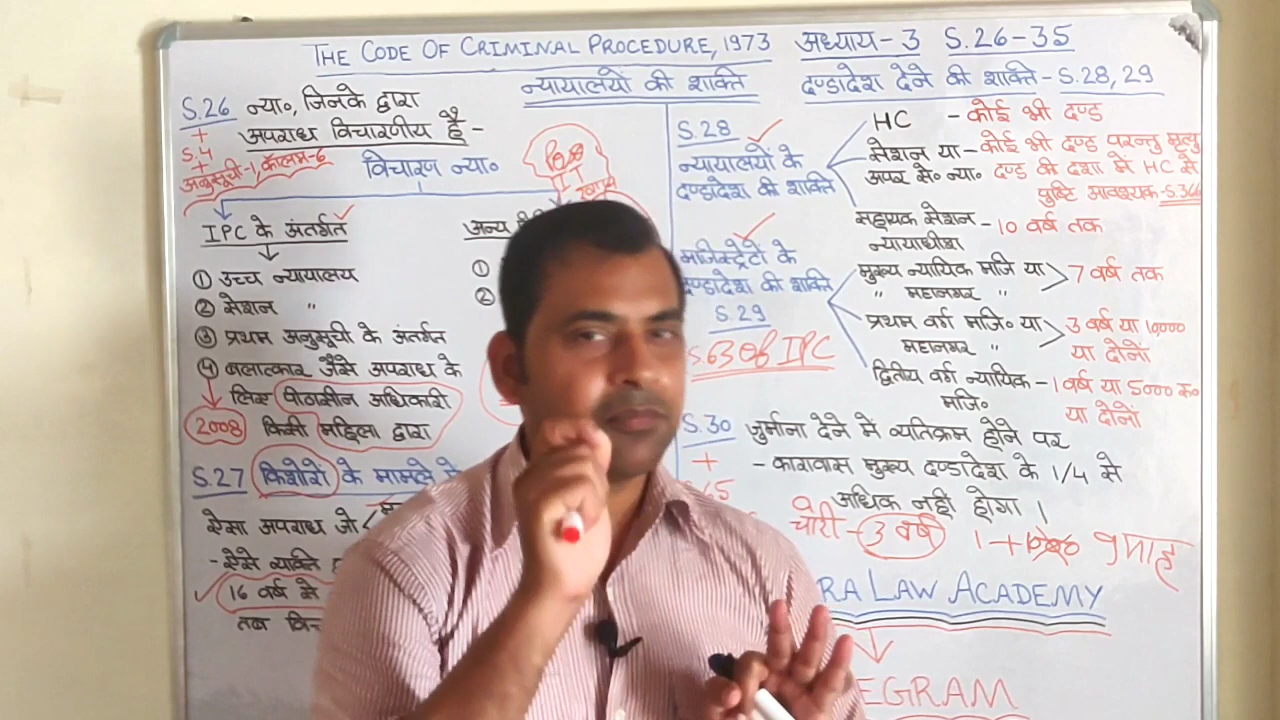 THE CODE OF CRIMINAL PROCEDURE, 1973 अध्याय-3 S.26-35
न्यायालयों की शक्ति
दण्डादेश देने की शक्ति - S.28, 29
S.26 न्या०, जिनके द्वारा
अपराध विचारणीय है -
+
S.4
+
अनुसूची-1, कॉलम-6
विचारण न्या०
IPC के अंतर्गत
① उच्च न्यायालय
② सेशन "
③ प्रथम अनुसूची के अंतर्गत
④ बलात्कार जैसे अपराध के
लिए पीठासीन अधिकारी
2008 किसी महिला द्वारा
अन्य
①
②
S.27 किशोरो के मामले
ऐसा अपराध जो
- ऐसे व्यक्ति
16 वर्ष से
तब
S.28
न्यायालयों के
दण्डादेश की शक्ति
HC - कोई भी दण्ड
सेशन या - कोई भी दण्ड परन्तु मृत्यु
अपर से० न्या० दण्ड की दशा में HC से
पुष्टि आवश्यक - S.366
सहायक सेशन - 10 वर्ष तक
न्यायाधीश
मजिस्ट्रेटो के
दण्डादेश की शक्ति
S.29
S.63 of IPC
मुख्य न्यायिक मजि या 7 वर्ष तक
" महानगर "
प्रथम वर्ग मजि० या 3 वर्ष या 10,000
महानगर " या दोनों
द्वितीय वर्ग न्यायिक - 1 वर्ष या 5000 रू०
मजि० या दोनों
S.30 जुर्माना देने मे व्यतिक्रम होने पर
+ - कारावास मुख्य दण्डादेश के 1/4 से
अधिक नहीं होगा ।
चोरी - 3 वर्ष 1 + 9 माह
RA LAW ACADEMY
EGRAM